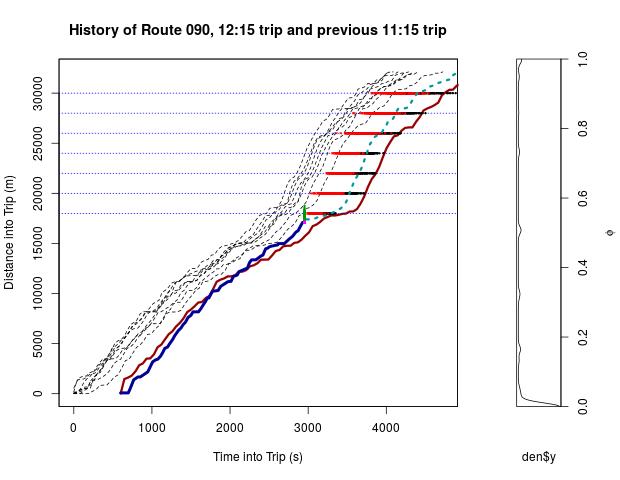 History of Route 090, 12:15 trip and previous 11:15 trip
Distance Into Trip (m)
30000
25000
20000
15000
10000
5000
0
0 1000 2000 3000 4000
Time into Trip (s)
1.0
0.8
0.6
0.4
0.2
0.0
ϕ
den$y